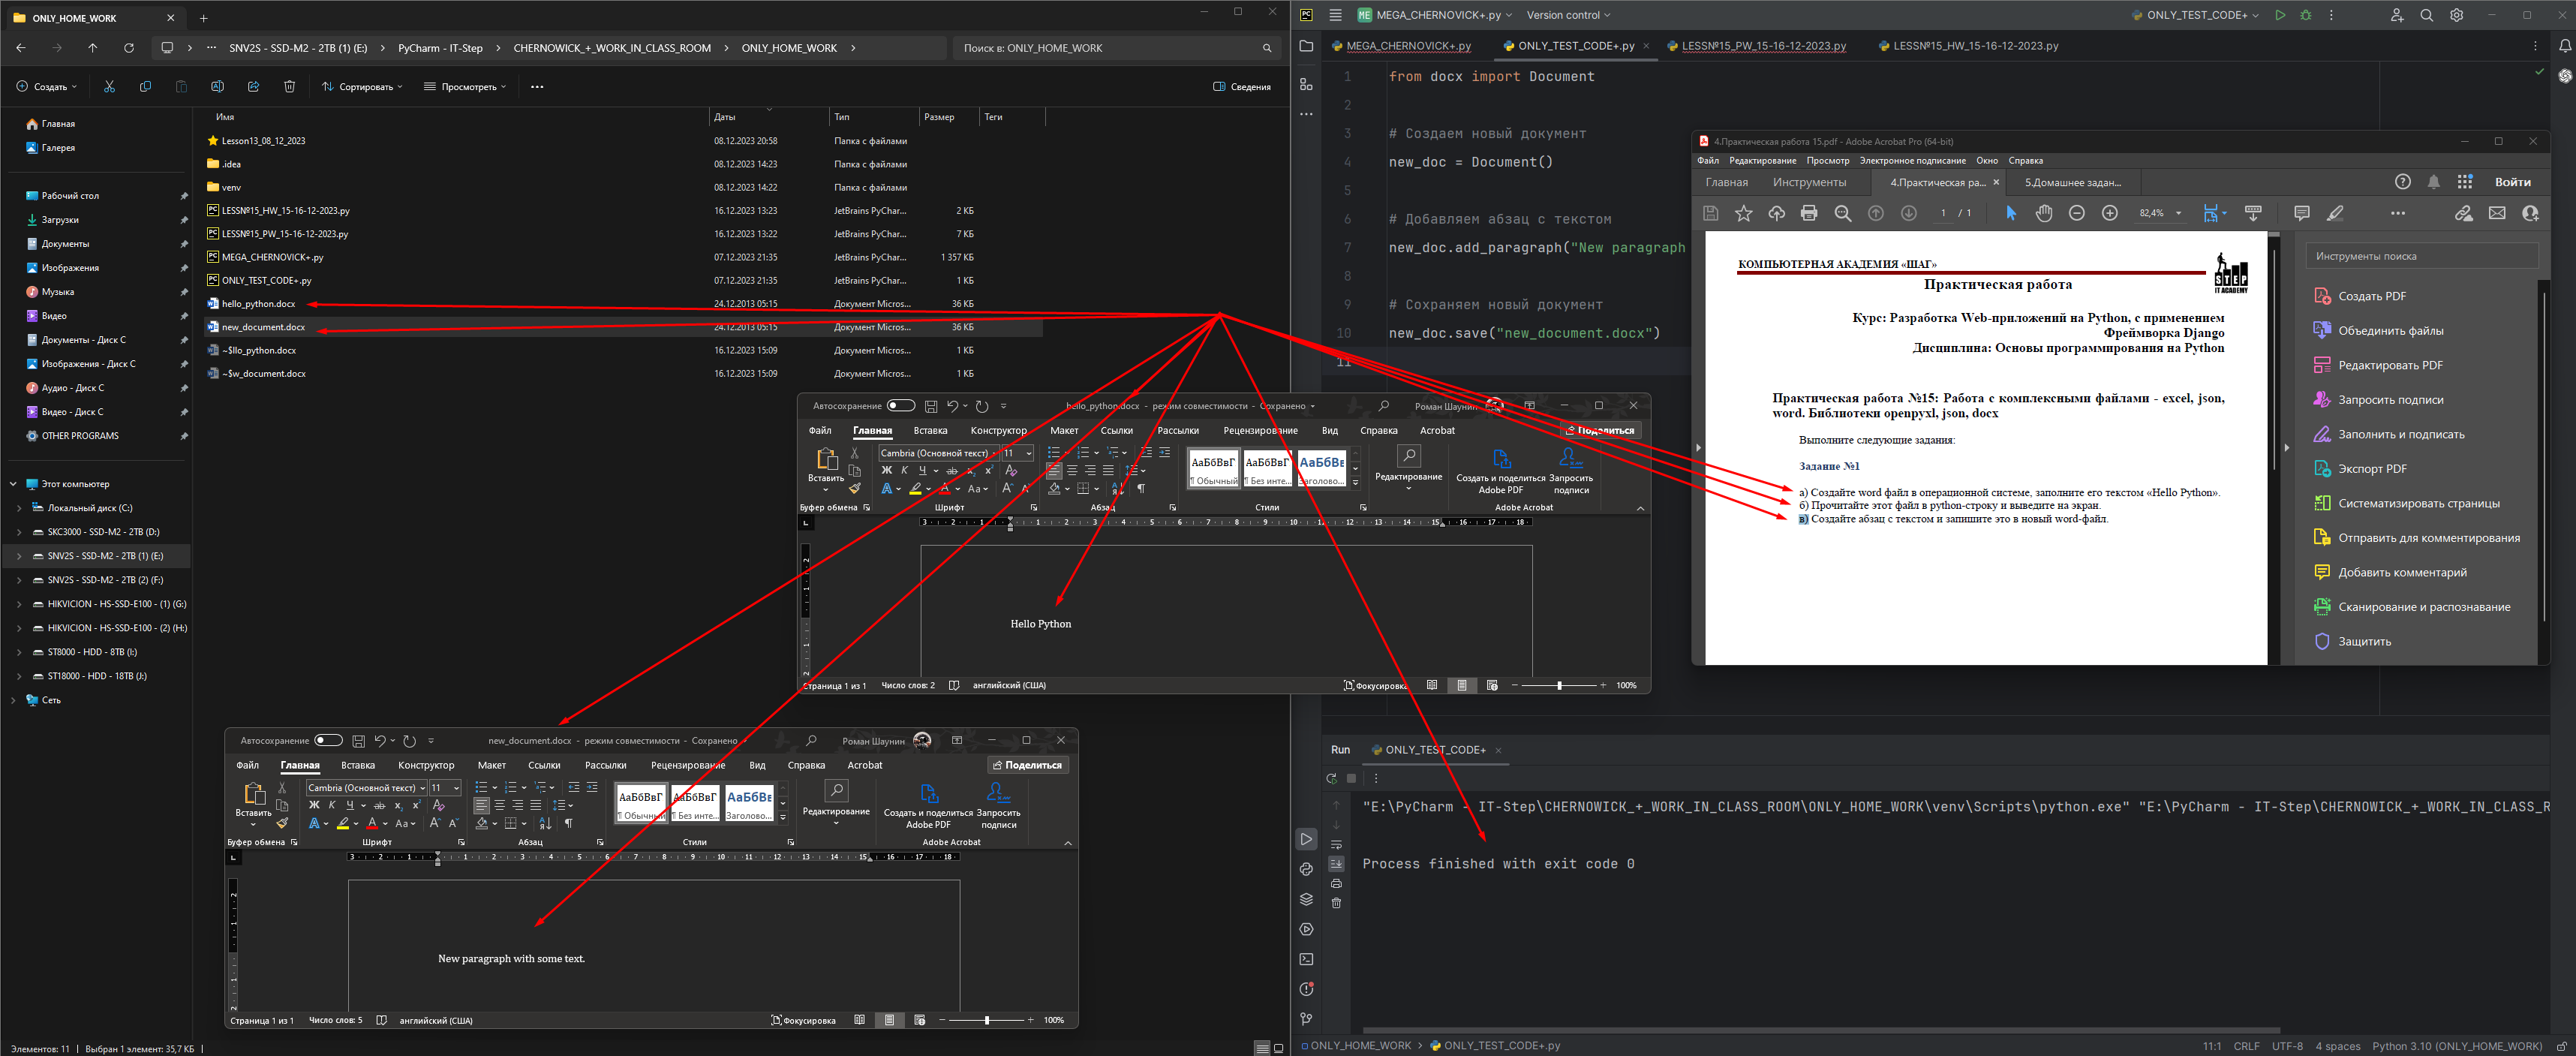 ONLY_HOME_WORK
SNV2S - SSD-M2 - 2TB (1) (E:)
PyCharm - IT-Step
CHERNOWICK_+_WORK_IN_CLASS_ROOM
ONLY_HOME_WORK
Поиск в: ONLY_HOME_WORK
Создать
Сортировать
Просмотреть
Сведения
Имя Даты Тип Размер Теги
Lesson13_08_12_2023 08.12.2023 20:58 Папка с файлами
.idea 08.12.2023 14:23 Папка с файлами
venv 08.12.2023 14:22 Папка с файлами
LESS№15_HW_15-16-12-2023.py 16.12.2023 13:23 JetBrains PyChar... 2 КБ
LESS№15_PW_15-16-12-2023.py 16.12.2023 13:22 JetBrains PyChar... 7 КБ
MEGA_CHERNOVICK+.py 07.12.2023 21:35 JetBrains PyChar... 1 357 КБ
ONLY_TEST_CODE+.py 07.12.2023 21:35 JetBrains PyChar... 1 КБ
hello_python.docx 24.12.2013 05:15 Документ Micros... 36 КБ
new_document.docx 24.12.2013 05:15 Документ Micros... 36 КБ
~$llo_python.docx 16.12.2023 15:09 Документ Micros... 1 КБ
~$w_document.docx 16.12.2023 15:09 Документ Micros... 1 КБ
Главная
Галерея
Рабочий стол
Загрузки
Документы
Изображения
Музыка
Видео
Документы - Диск C
Изображения - Диск C
Аудио - Диск C
Видео - Диск C
OTHER PROGRAMS
Этот компьютер
Локальный диск (C:)
SKC3000 - SSD-M2 - 2TB (D:)
SNV2S - SSD-M2 - 2TB (1) (E:)
SNV2S - SSD-M2 - 2TB (2) (F:)
HIKVICION - HS-SSD-E100 - (1) (G:)
HIKVICION - HS-SSD-E100 - (2) (H:)
ST8000 - HDD - 8TB (I:)
ST18000 - HDD - 18TB (J:)
Сеть
Элементов: 11 | Выбран 1 элемент: 35,7 КБ |
Автосохранение hello_python.docx - режим совместимости - Сохранено Роман Шаунин
Файл Главная Вставка Конструктор Макет Ссылки Рассылки Рецензирование Вид Справка Acrobat Поделиться
Cambria (Основной текст) 11
АаБбВвГ АаБбВвГ АаБбВв
¶ Обычный ¶ Без инте... Заголово...
Вставить
Редактирование
Создать и поделиться Adobe PDF
Запросить подписи
Буфер обмена Шрифт Абзац Стили Adobe Acrobat
Hello Python
Страница 1 из 1 Число слов: 2 английский (США) Фокусировка 100%
Автосохранение new_document.docx - режим совместимости - Сохранено Роман Шаунин
Файл Главная Вставка Конструктор Макет Ссылки Рассылки Рецензирование Вид Справка Acrobat Поделиться
Cambria (Основной текст) 11
АаБбВвГ АаБбВвГ АаБбВв
¶ Обычный ¶ Без инте... Заголово...
Вставить
Редактирование
Создать и поделиться Adobe PDF
Запросить подписи
Буфер обмена Шрифт Абзац Стили Adobe Acrobat
New paragraph with some text.
Страница 1 из 1 Число слов: 5 английский (США) Фокусировка 100%
PC ME MEGA_CHERNOVICK+.py Version control ONLY_TEST_CODE+
MEGA_CHERNOVICK+.py ONLY_TEST_CODE+.py LESS№15_PW_15-16-12-2023.py LESS№15_HW_15-16-12-2023.py
1 from docx import Document
2
3 # Создаем новый документ
4 new_doc = Document()
5
6 # Добавляем абзац с текстом
7 new_doc.add_paragraph("New paragraph
8
9 # Сохраняем новый документ
10 new_doc.save("new_document.docx")
11
4.Практическая работа 15.pdf - Adobe Acrobat Pro (64-bit)
Файл Редактирование Просмотр Электронное подписание Окно Справка
Главная Инструменты 4.Практическая ра... 5.Домашнее задан... Войти
1 / 1 82,4%
КОМПЬЮТЕРНАЯ АКАДЕМИЯ «ШАГ»
STEP
IT ACADEMY
Практическая работа
Курс: Разработка Web-приложений на Python, с применением
Фреймворка Django
Дисциплина: Основы программирования на Python
Практическая работа №15: Работа с комплексными файлами - excel, json,
word. Библиотеки openpyxl, json, docx
Выполните следующие задания:
Задание №1
а) Создайте word файл в операционной системе, заполните его текстом «Hello Python».
б) Прочитайте этот файл в python-строку и выведите на экран.
в) Создайте абзац с текстом и запишите это в новый word-файл.
Инструменты поиска
Создать PDF
Объединить файлы
Редактировать PDF
Запросить подписи
Заполнить и подписать
Экспорт PDF
Систематизировать страницы
Отправить для комментирования
Добавить комментарий
Сканирование и распознавание
Защитить
Run ONLY_TEST_CODE+
"E:\PyCharm - IT-Step\CHERNOWICK_+_WORK_IN_CLASS_ROOM\ONLY_HOME_WORK\venv\Scripts\python.exe" "E:\PyCharm - IT-Step\CHERNOWICK_+_WORK_IN_CLASS_R
Process finished with exit code 0
ONLY_HOME_WORK ONLY_TEST_CODE+.py 11:1 CRLF UTF-8 4 spaces Python 3.10 (ONLY_HOME_WORK)